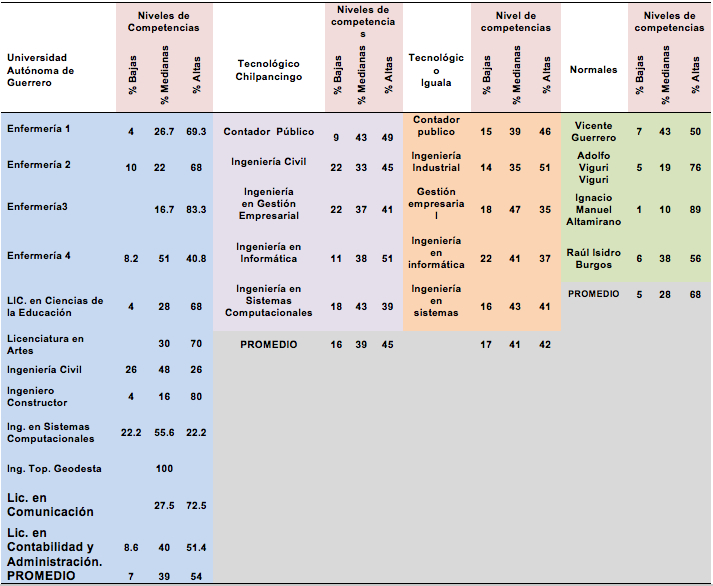 Niveles de Competencias
Niveles de competencia s
Nivel de competencias
Niveles de competencias
Universidad Autónoma de Guerrero
% Bajas
% Medianas
% Altas
Tecnológico Chilpancingo
% Bajas
% Medianas
% Altas
Tecnológic o Iguala
% Bajas
% Medianas
% Altas
Normales
% Bajas
% Medianas
% Altas
Enfermería 1 4 26.7 69.3
Contador Público 9 43 49
Contador publico 15 39 46
Vicente Guerrero 7 43 50
Enfermería 2 10 22 68
Ingeniería Civil 22 33 45
Ingeniería Industrial 14 35 51
Adolfo Viguri Viguri 5 19 76
Enfermería3 16.7 83.3
Ingeniería en Gestión Empresarial 22 37 41
Gestión empresaria l 18 47 35
Ignacio Manuel Altamirano 1 10 89
Enfermería 4 8.2 51 40.8
Ingeniería en Informática 11 38 51
Ingeniería en informática 22 41 37
Raúl Isidro Burgos 6 38 56
LIC. en Ciencias de la Educación 4 28 68
Ingeniería en Sistemas Computacionales 18 43 39
Ingeniería en sistemas 16 43 41
PROMEDIO 5 28 68
Licenciatura en Artes 30 70
PROMEDIO 16 39 45
17 41 42
Ingeniería Civil 26 48 26
Ingeniero Constructor 4 16 80
Ing. en Sistemas Computacionales 22.2 55.6 22.2
Ing. Top. Geodesta 100
Lic. en Comunicación 27.5 72.5
Lic. en Contabilidad y Administración. 8.6 40 51.4
PROMEDIO 7 39 54